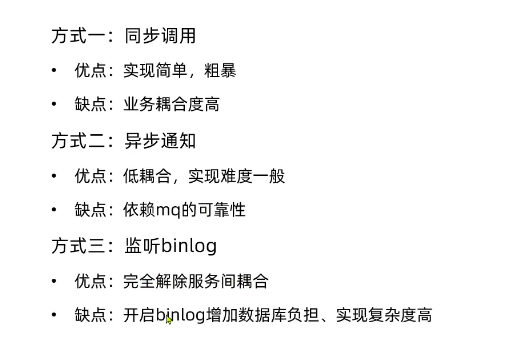 方式一：同步调用
• 优点：实现简单，粗暴
• 缺点：业务耦合度高
方式二：异步通知
• 优点：低耦合，实现难度一般
• 缺点：依赖mq的可靠性
方式三：监听binlog
• 优点：完全解除服务间耦合
• 缺点：开启binlog增加数据库负担、实现复杂度高